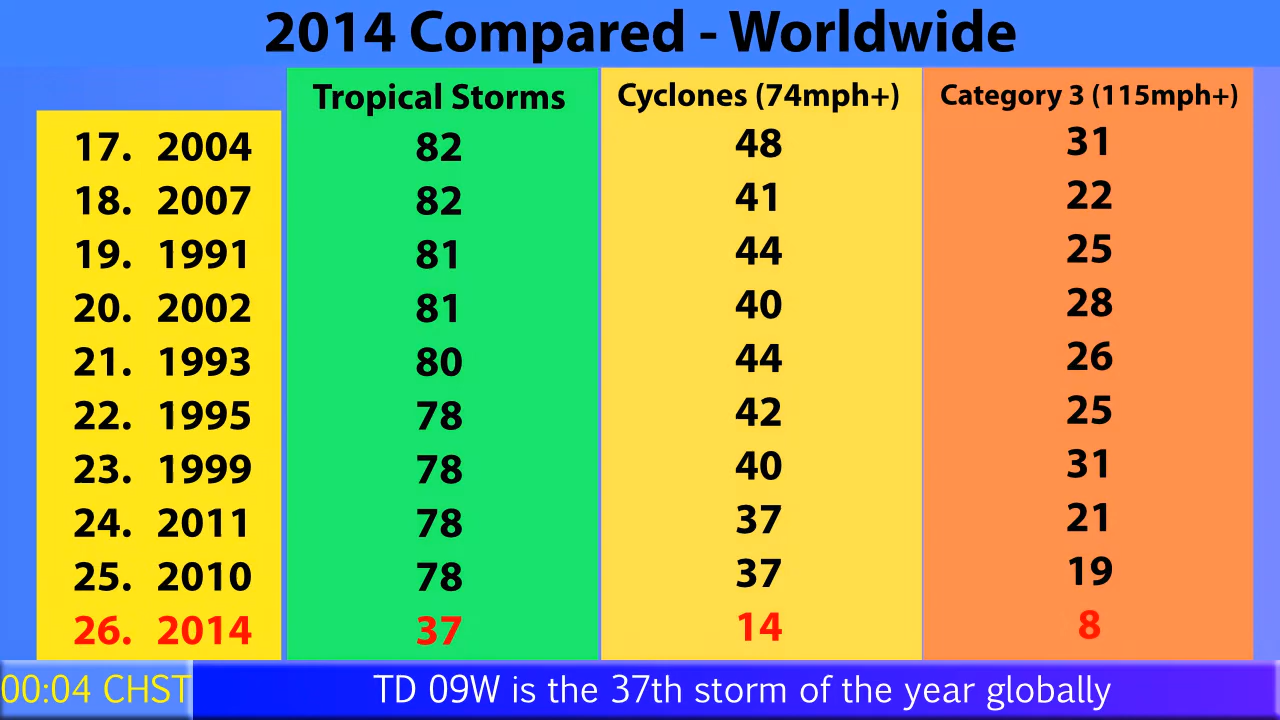 2014 Compared - Worldwide
Tropical Storms Cyclones (74mph+) Category 3 (115mph+)
17. 2004 82 48 31
18. 2007 82 41 22
19. 1991 81 44 25
20. 2002 81 40 28
21. 1993 80 44 26
22. 1995 78 42 25
23. 1999 78 40 31
24. 2011 78 37 21
25. 2010 78 37 19
26. 2014 37 14 8
00:04 CHST TD 09W is the 37th storm of the year globally